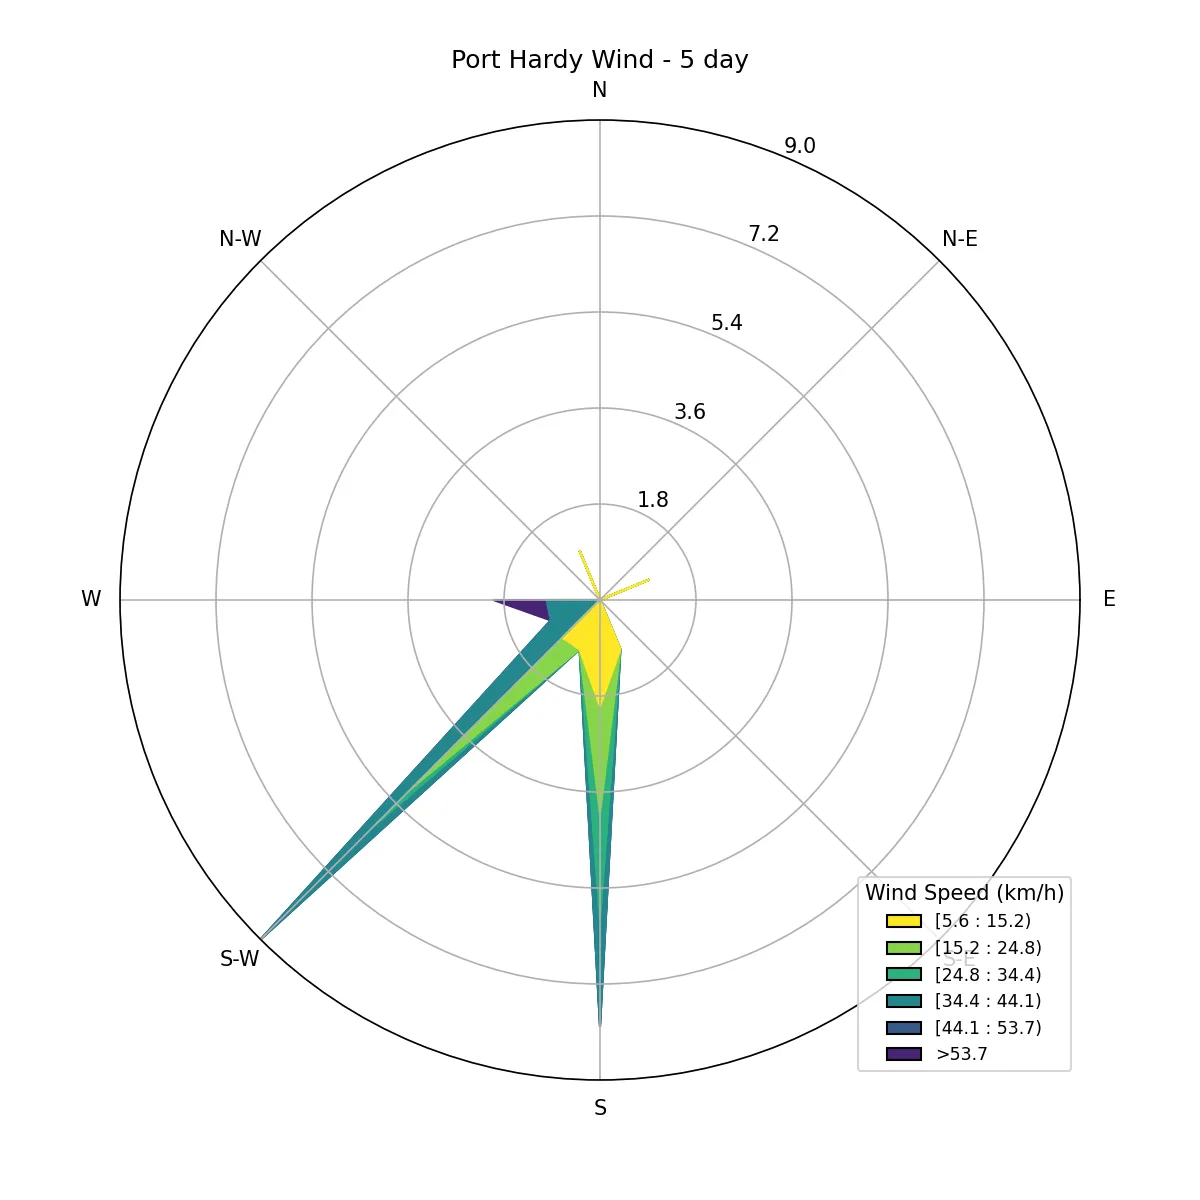 Port Hardy Wind - 5 day
N
9.0
N-W
N-E
7.2
5.4
3.6
1.8
W
E
S-W
S-E
S
Wind Speed (km/h)
[5.6 : 15.2)
[15.2 : 24.8)
[24.8 : 34.4)
[34.4 : 44.1)
[44.1 : 53.7)
>53.7